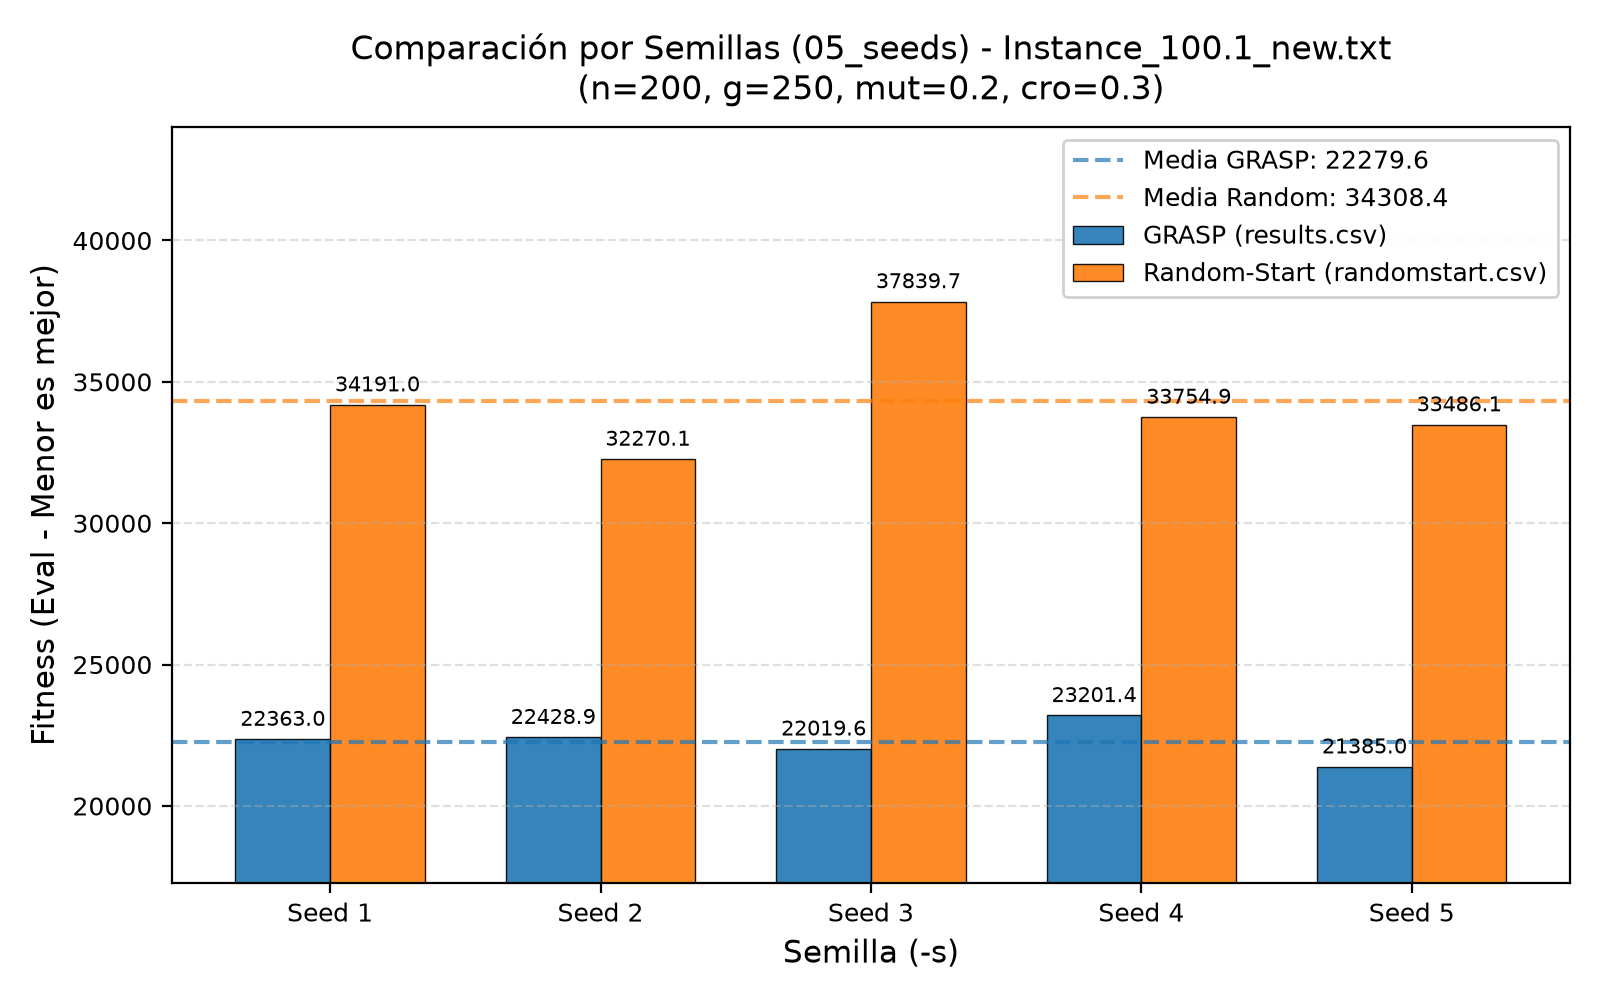 Comparación por Semillas (05_seeds) - Instance_100.1_new.txt
(n=200, g=250, mut=0.2, cro=0.3)
Media GRASP: 22279.6
Media Random: 34308.4
GRASP (results.csv)
Random-Start (randomstart.csv)
Fitness (Eval - Menor es mejor)
40000
35000
30000
25000
20000
22363.0
34191.0
22428.9
32270.1
22019.6
37839.7
23201.4
33754.9
21385.0
33486.1
Seed 1
Seed 2
Seed 3
Seed 4
Seed 5
Semilla (-s)